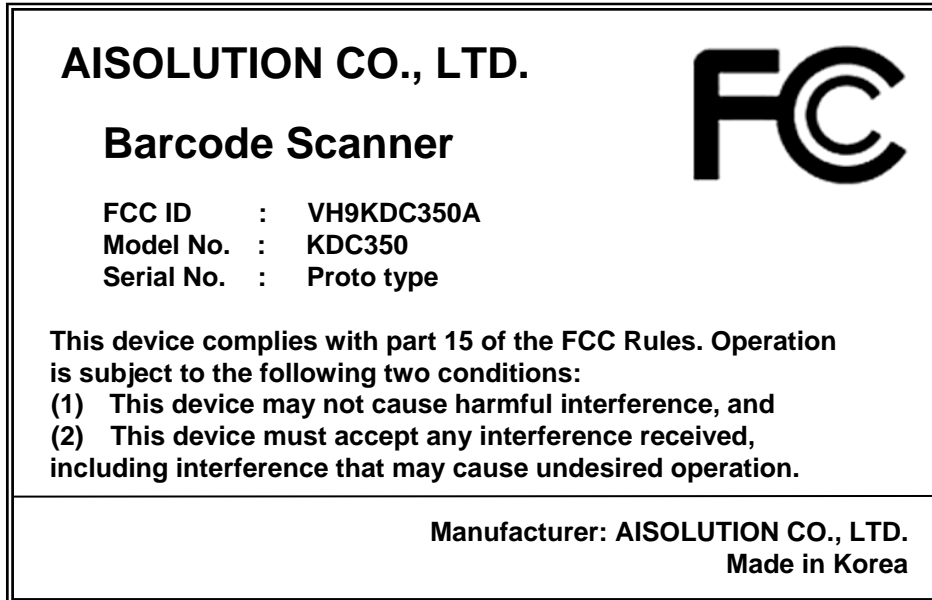 AISOLUTION CO., LTD.
FCC
Barcode Scanner
FCC ID : VH9KDC350A
Model No. : KDC350
Serial No. : Proto type
This device complies with part 15 of the FCC Rules. Operation
is subject to the following two conditions:
(1) This device may not cause harmful interference, and
(2) This device must accept any interference received,
including interference that may cause undesired operation.
Manufacturer: AISOLUTION CO., LTD.
Made in Korea